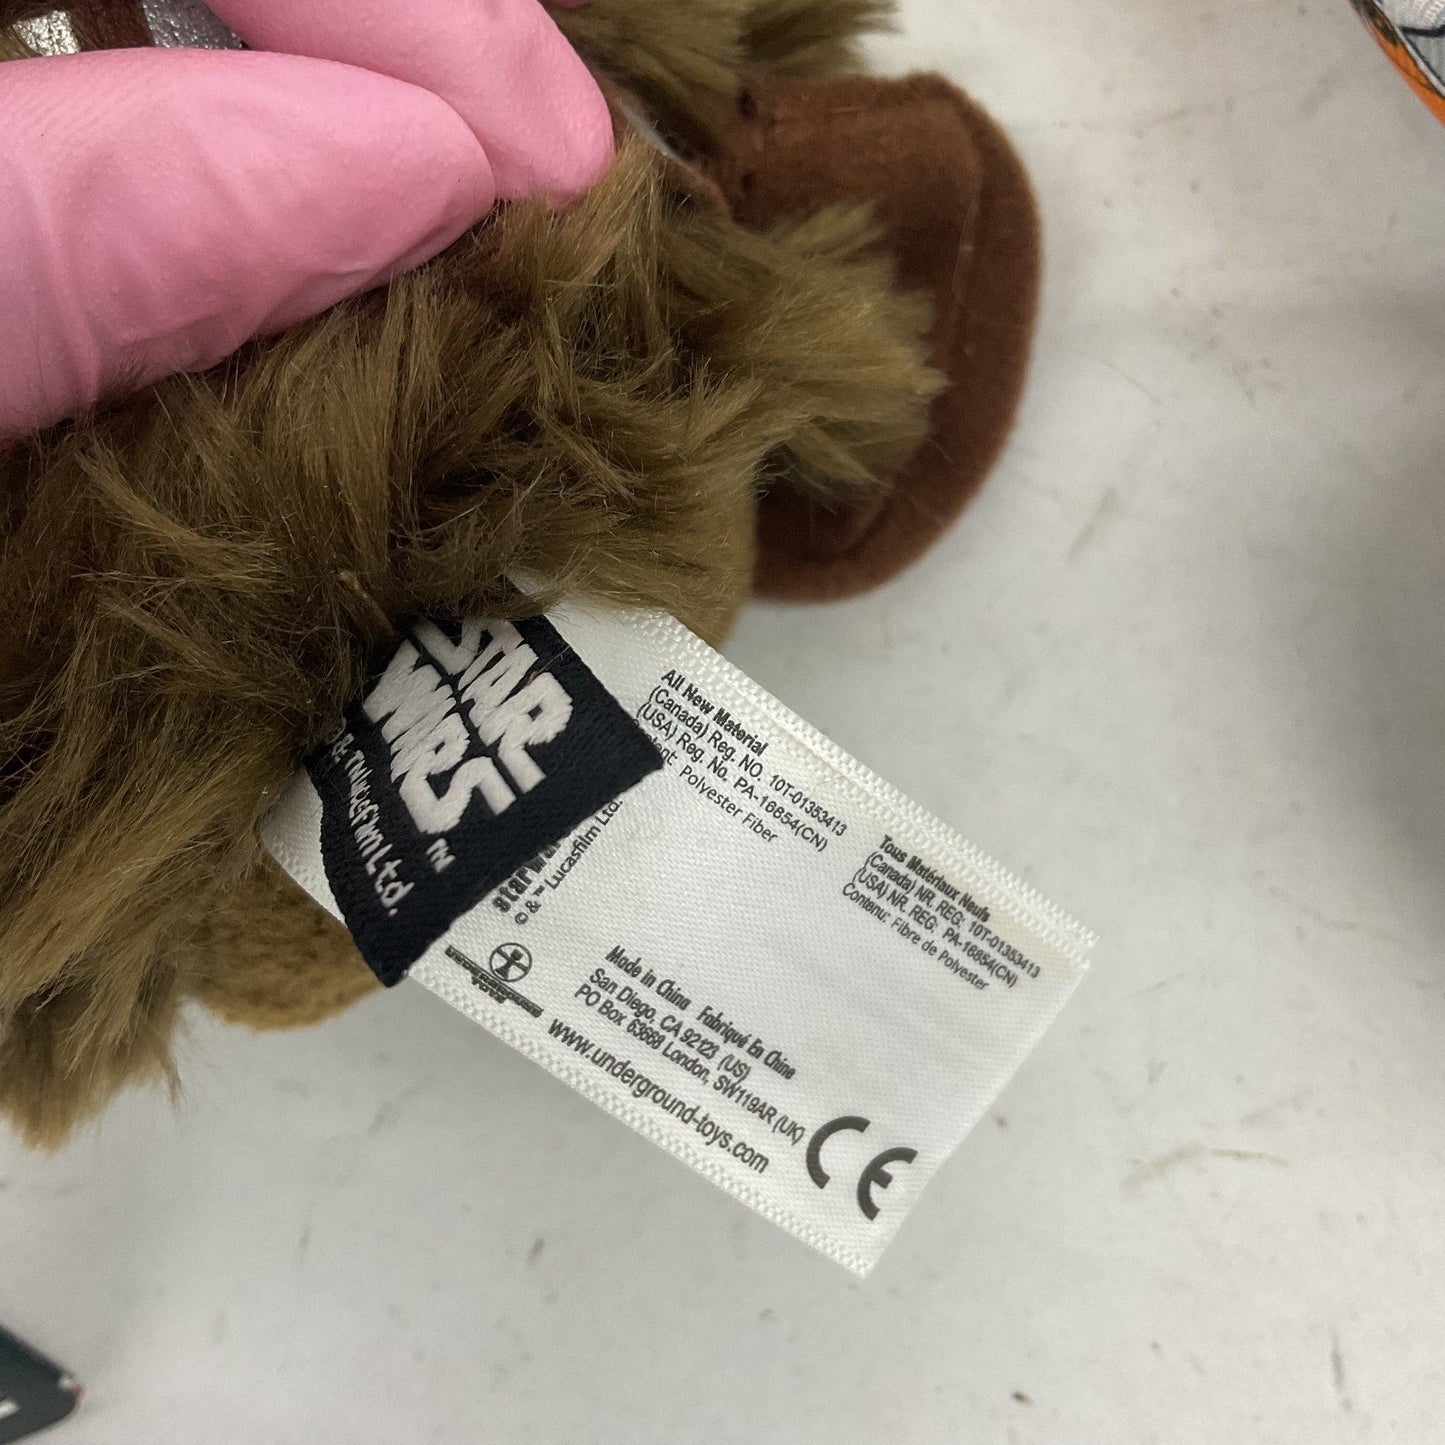 STAR
WARS
TM
& TM Lucasfilm Ltd.
All New Material
(Canada) Reg. NO. 10T-01353413
(USA) Reg. No. PA-16854(CN)
Polyester Fiber
Tous Matériaux Neufs
(Canada) NR. REG: 10T-01353413
(USA) NR. REG: PA-16854(CN)
Contenu: Fibre de Polyester
© & ™ Lucasfilm Ltd.
Made in China Fabriqué En Chine
San Diego, CA 92123 (US)
PO Box 63668 London, SW119AR (UK)
www.underground-toys.com
CE